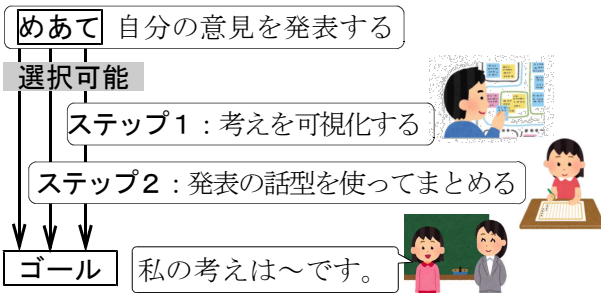 めあて 自分の意見を発表する
選択可能
ステップ1：考えを可視化する
ステップ2：発表の話型を使ってまとめる
ゴール 私の考えは～です。